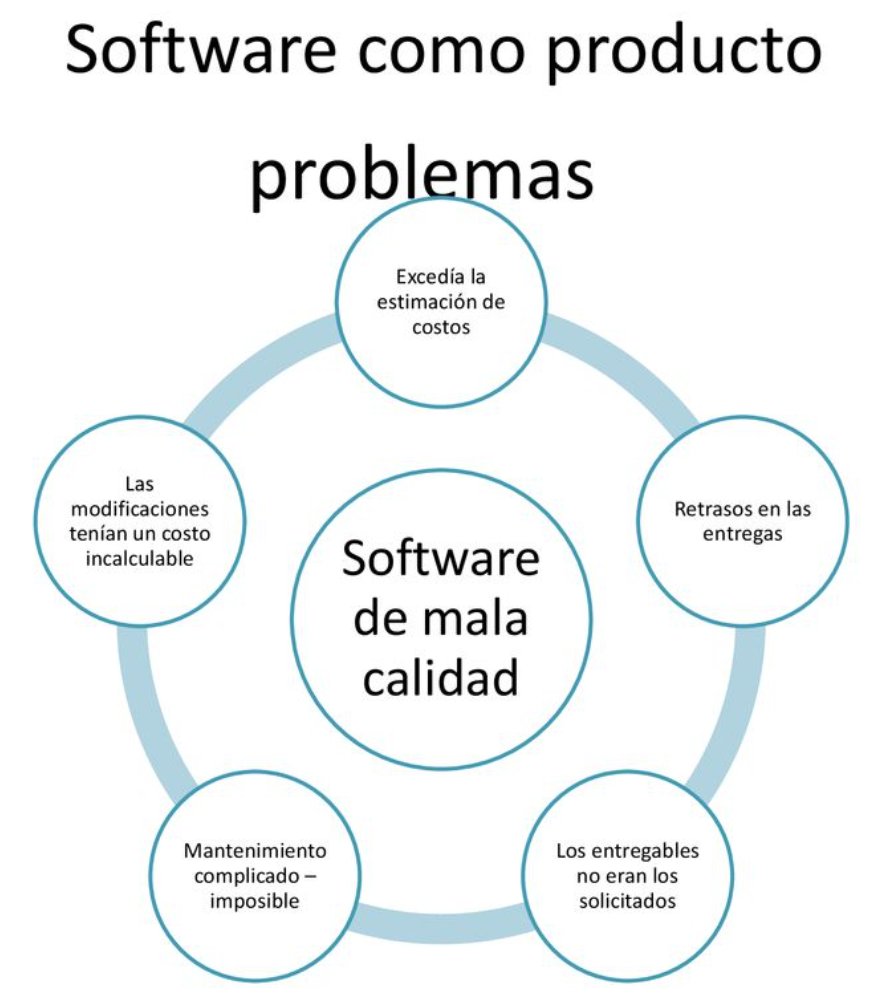 Software como producto
problemas
Excedía la
estimación de
costos
Retrasos en las
entregas
Los entregables
no eran los
solicitados
Mantenimiento
complicado –
imposible
Las
modificaciones
tenían un costo
incalculable
Software
de mala
calidad